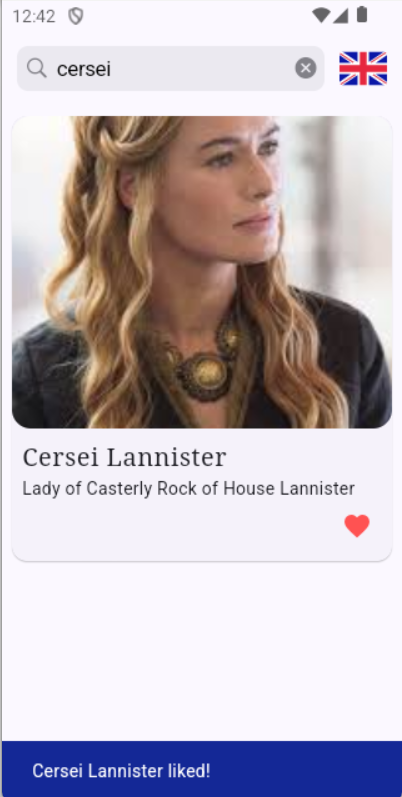 12:42
cersei
Cersei Lannister
Lady of Casterly Rock of House Lannister
Cersei Lannister liked!